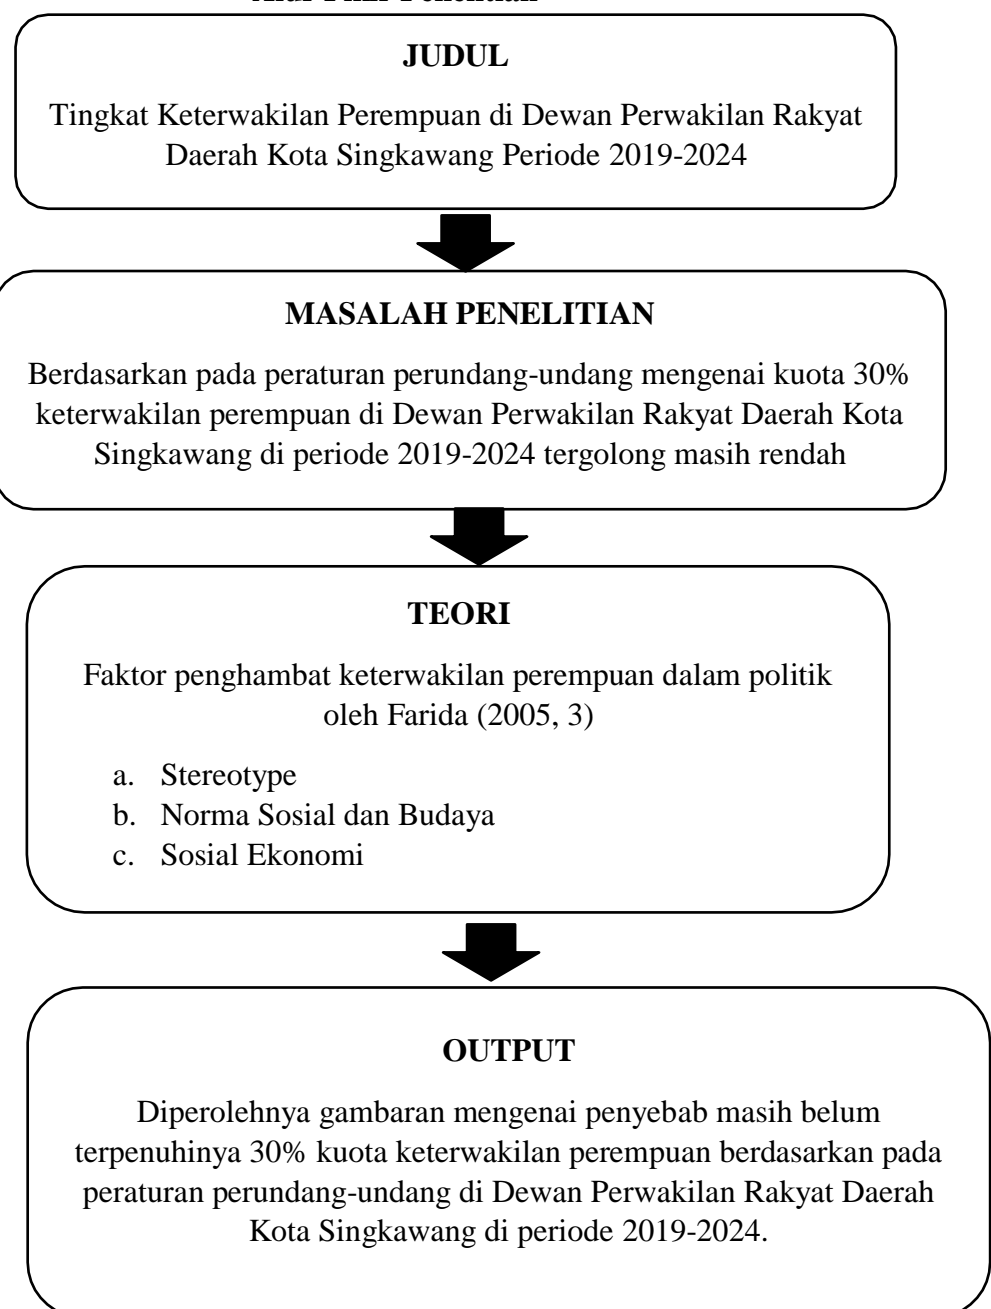 Alur Pikir Penelitian
JUDUL
Tingkat Keterwakilan Perempuan di Dewan Perwakilan Rakyat
Daerah Kota Singkawang Periode 2019-2024
MASALAH PENELITIAN
Berdasarkan pada peraturan perundang-undang mengenai kuota 30%
keterwakilan perempuan di Dewan Perwakilan Rakyat Daerah Kota
Singkawang di periode 2019-2024 tergolong masih rendah
TEORI
Faktor penghambat keterwakilan perempuan dalam politik
oleh Farida (2005, 3)
a. Stereotype
b. Norma Sosial dan Budaya
c. Sosial Ekonomi
OUTPUT
Diperolehnya gambaran mengenai penyebab masih belum
terpenuhinya 30% kuota keterwakilan perempuan berdasarkan pada
peraturan perundang-undang di Dewan Perwakilan Rakyat Daerah
Kota Singkawang di periode 2019-2024.